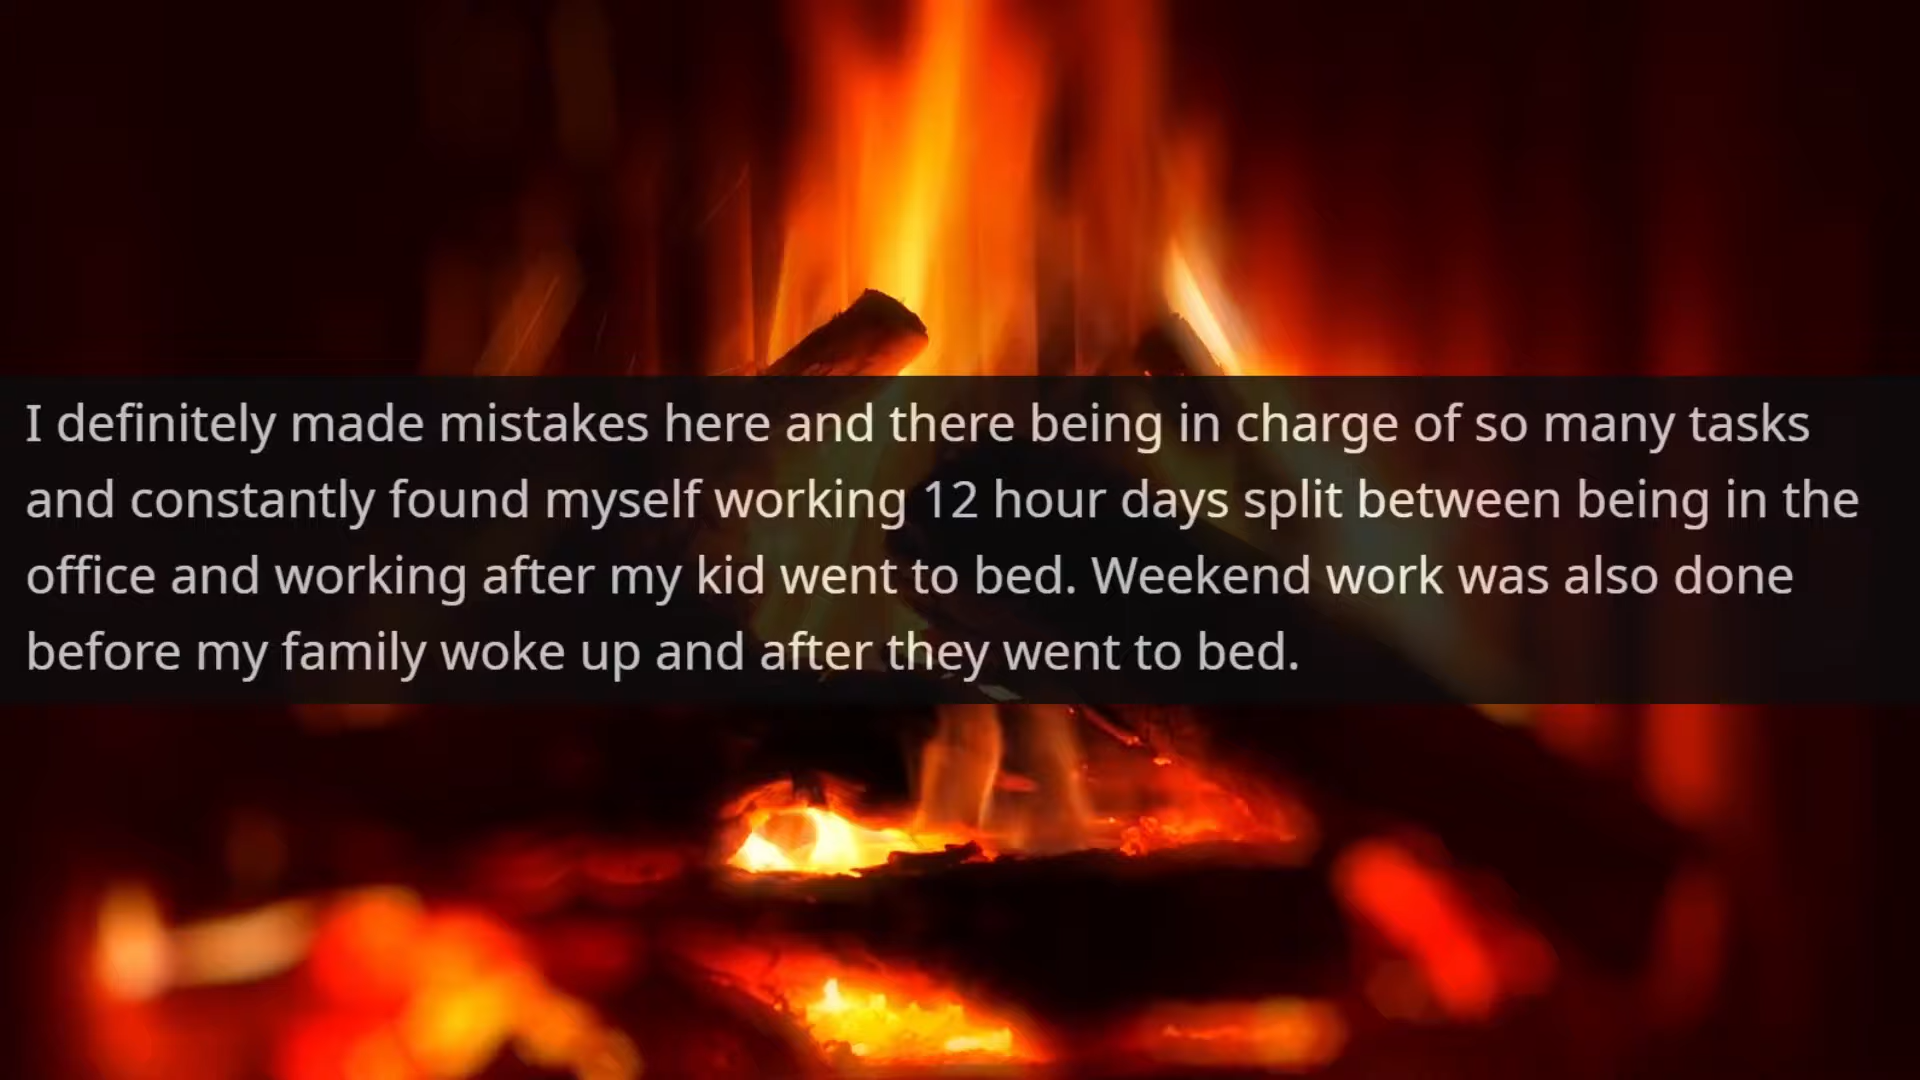 I definitely made mistakes here and there being in charge of so many tasks
and constantly found myself working 12 hour days split between being in the
office and working after my kid went to bed. Weekend work was also done
before my family woke up and after they went to bed.